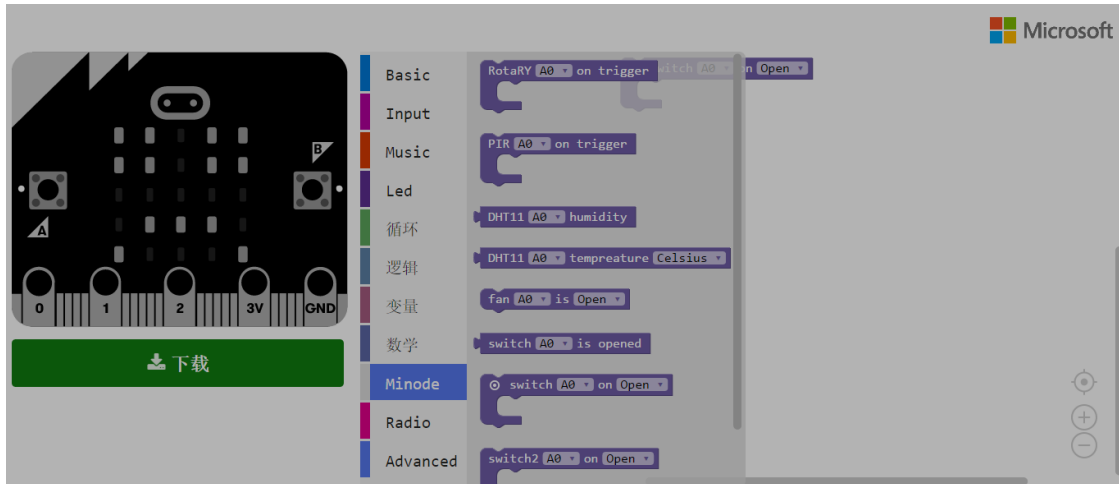 Microsoft
B
A
0 1 2 3V GND
下载
Basic
Input
Music
Led
循环
逻辑
变量
数学
Minode
Radio
Advanced
RotaRY A0 on trigger
PIR A0 on trigger
DHT11 A0 humidity
DHT11 A0 tempreature Celsius
fan A0 is Open
switch A0 is opened
switch A0 on Open
switch2 A0 on Open
switch A0 on Open